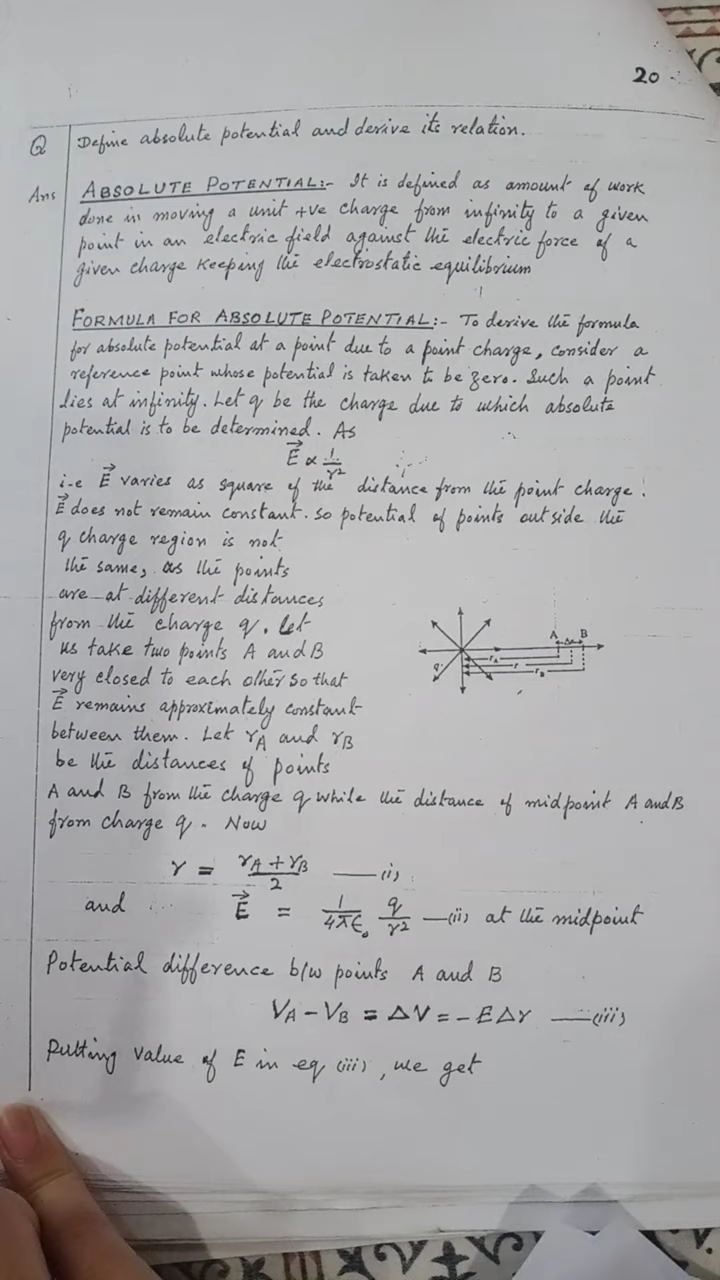 20
Q Define absolute potential and derive its relation.
Ans ABSOLUTE POTENTIAL:- It is defined as amount of work
done in moving a unit +ve charge from infinity to a given
point in an electric field against the electric force of a
given charge keeping the electrostatic equilibrium
FORMULA FOR ABSOLUTE POTENTIAL:- To derive the formula
for absolute potential at a point due to a point charge, consider a
reference point whose potential is taken to be zero. Such a point
lies at infinity. Let q be the charge due to which absolute
potential is to be determined. As
E⃗ ∝ 1/r²
i.e E⃗ varies as square of the distance from the point charge.
E⃗ does not remain constant. So potential of points outside the
q charge region is not
the same, as the points
are at different distances
from the charge q. Let
us take two points A and B
very closed to each other so that
E⃗ remains approximately constant
between them. Let rA and rB
be the distances of points
A Δr B
rA
r
rB
q
A and B from the charge q while the distance of midpoint A and B
from charge q. Now
r = (rA + rB)/2 —(i)
and E⃗ = 1/4πε₀ q/r² —(ii) at the midpoint
Potential difference b/w points A and B
VA - VB = ΔV = -EΔr —(iii)
Putting value of E in eq (iii), we get